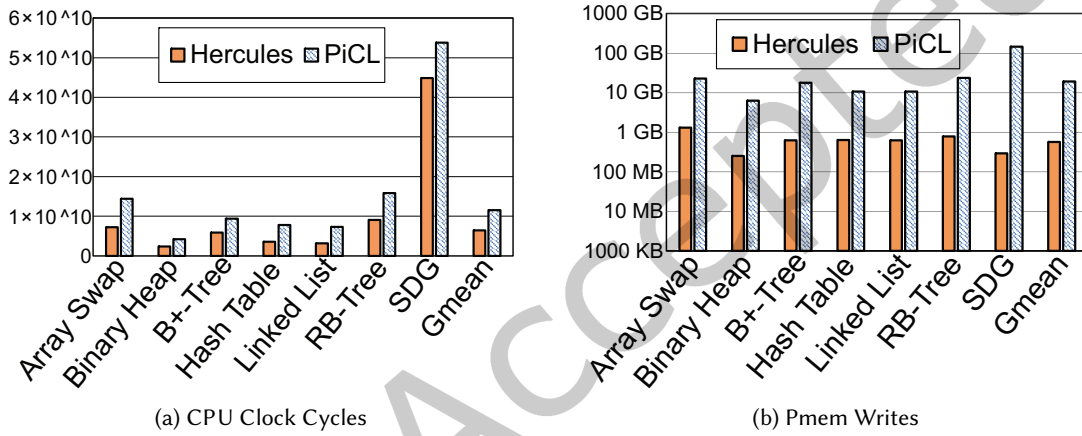 6×10^10
5×10^10
4×10^10
3×10^10
2×10^10
1×10^10
0
Hercules PiCL
Array Swap
Binary Heap
B+-Tree
Hash Table
Linked List
RB-Tree
SDG
Gmean
(a) CPU Clock Cycles
1000 GB
100 GB
10 GB
1 GB
100 MB
10 MB
1000 KB
Hercules PiCL
Array Swap
Binary Heap
B+-Tree
Hash Table
Linked List
RB-Tree
SDG
Gmean
(b) Pmem Writes
Accepted